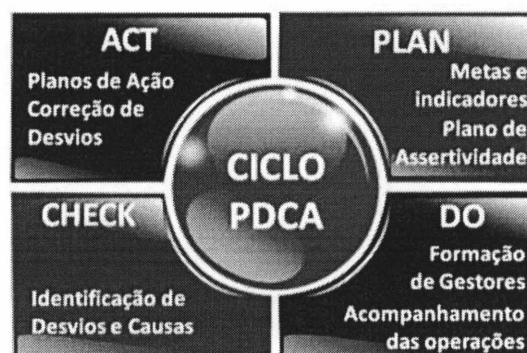 ACT
Planos de Ação
Correção de
Desvios
PLAN
Metas e
indicadores
Plano de
Assertividade
CICLO
PDCA
CHECK
Identificação de
Desvios e Causas
DO
Formação
de Gestores
Acompanhamento
das operações